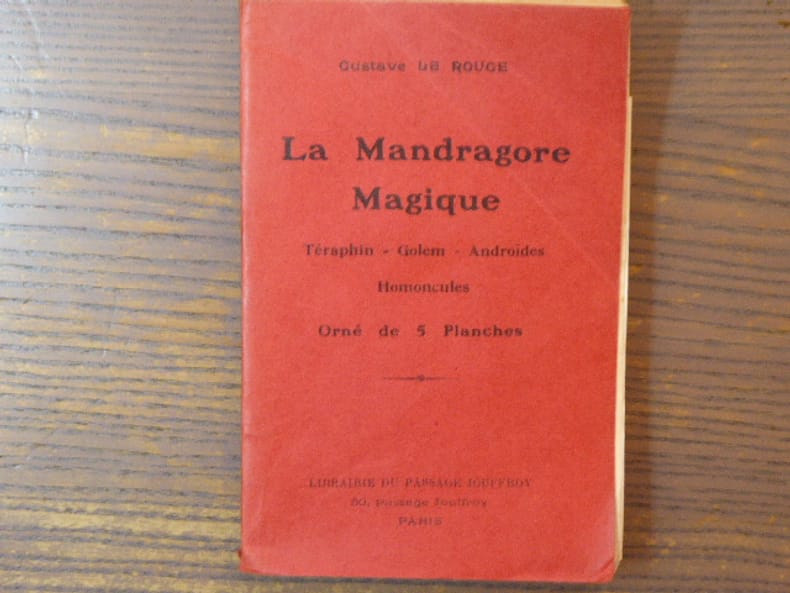 Gustave LE ROUGE
La Mandragore
Magique
Téraphin - Golem - Androïdes
Homoncules
Orné de 5 Planches
LIBRAIRIE DU PASSAGE JOUFFROY
50, Passage Jouffroy
PARIS